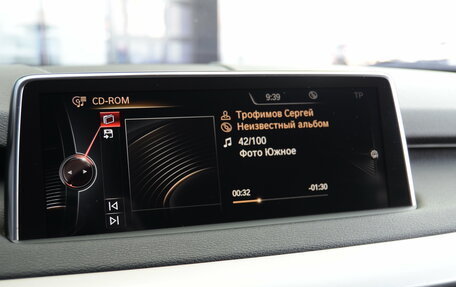 CD-ROM
9:39
TP
Трофимов Сергей
Неизвестный альбом
42/100
Фото Южное
00:32
-01:30